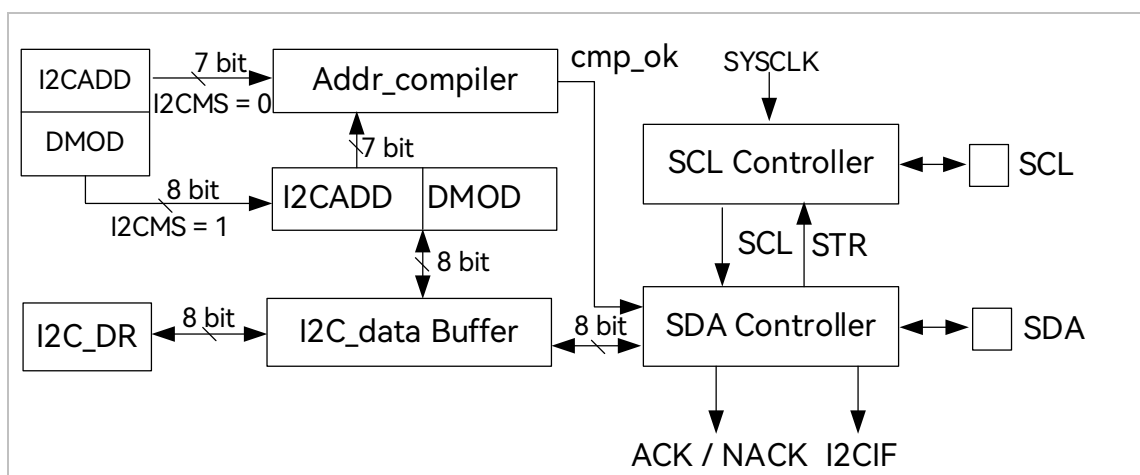 I2CADD
DMOD
7 bit
I2CMS = 0
Addr_compiler
cmp_ok
SYSCLK
7 bit
8 bit
I2CMS = 1
I2CADD
DMOD
SCL Controller
SCL
SCL
STR
8 bit
I2C_DR
8 bit
I2C_data Buffer
8 bit
SDA Controller
SDA
ACK / NACK
I2CIF